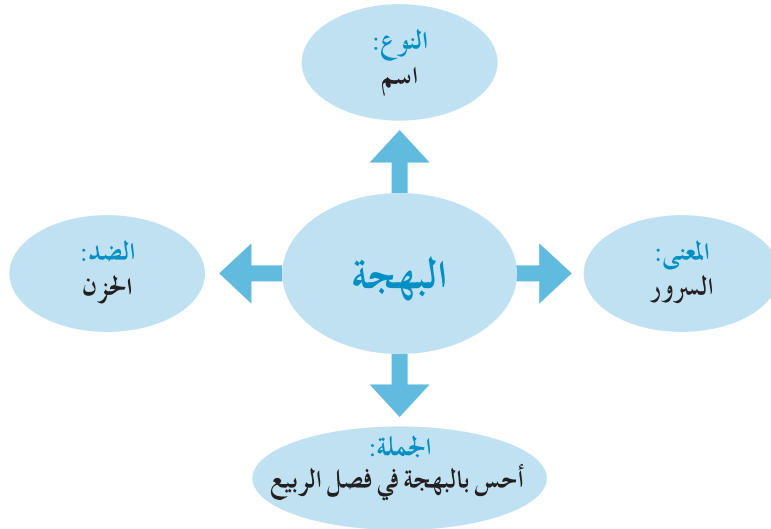 النوع:
اسم
المعنى:
السرور
البهجة
الضد:
الحزن
الجملة:
أحس بالبهجة في فصل الربيع